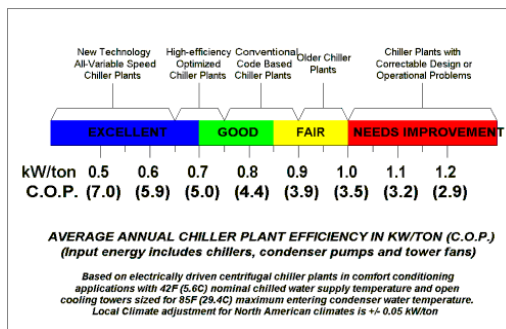 New Technology
All-Variable Speed
Chiller Plants
High-efficiency
Optimized
Chiller Plants
Conventional
Code Based
Chiller Plants
Older Chiller
Plants
Chiller Plants with
Correctable Design or
Operational Problems
EXCELLENT GOOD FAIR NEEDS IMPROVEMENT
kW/ton 0.5 0.6 0.7 0.8 0.9 1.0 1.1 1.2
C.O.P. (7.0) (5.9) (5.0) (4.4) (3.9) (3.5) (3.2) (2.9)
AVERAGE ANNUAL CHILLER PLANT EFFICIENCY IN KW/TON (C.O.P.)
(Input energy includes chillers, condenser pumps and tower fans)
Based on electrically driven centrifugal chiller plants in comfort conditioning
applications with 42F (5.6C) nominal chilled water supply temperature and open
cooling towers sized for 85F (29.4C) maximum entering condenser water temperature.
Local Climate adjustment for North American climates is +/- 0.05 kW/ton